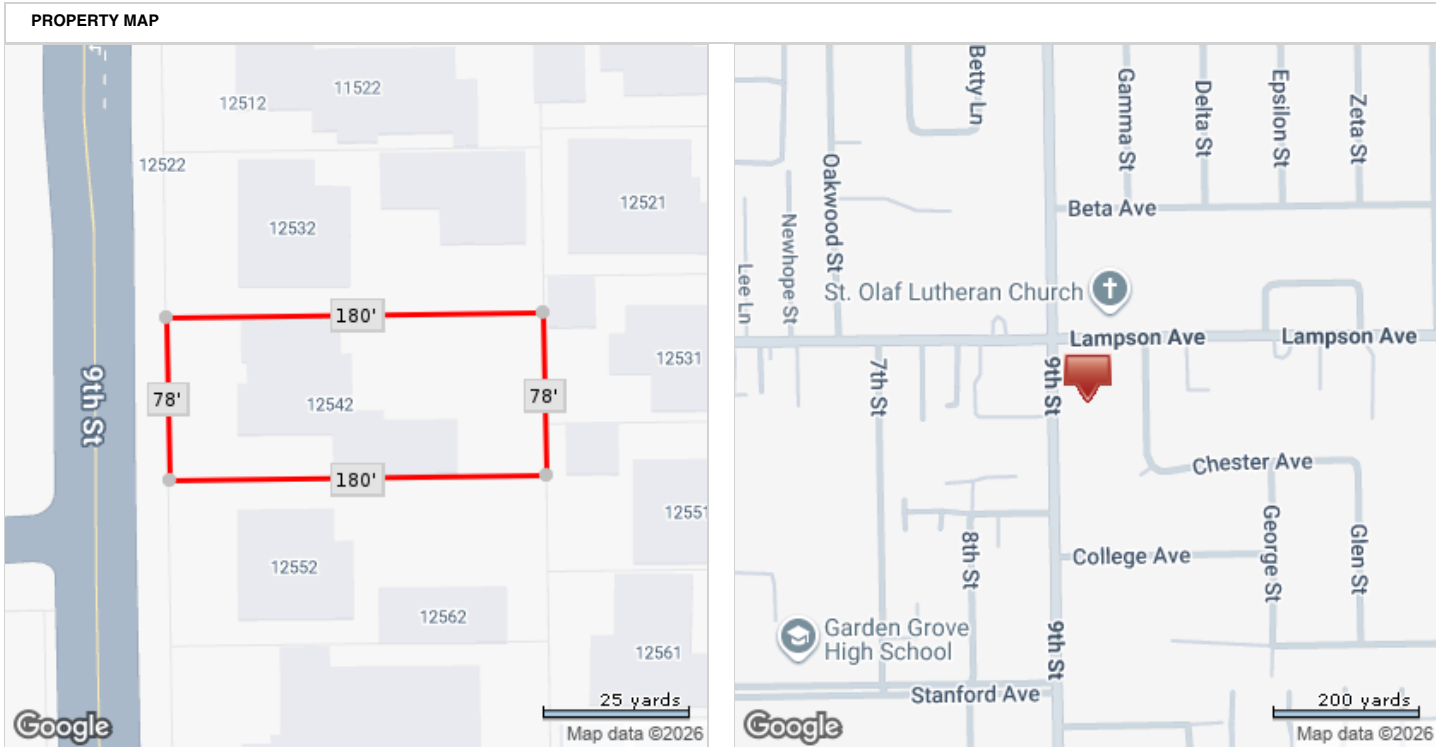 PROPERTY MAP
12512
11522
12522
12532
12521
180'
12531
9th St
78'
12542
78'
180'
12551
12552
12562
12561
25 yards
Google
Map data ©2026
Betty Ln
Gamma St
Delta St
Epsilon St
Zeta St
Oakwood St
Beta Ave
Newhope St
Lee Ln
St. Olaf Lutheran Church
Lampson Ave
Lampson Ave
7th St
9th St
Chester Ave
8th St
College Ave
George St
Glen St
Garden Grove
High School
9th St
Stanford Ave
200 yards
Google
Map data ©2026